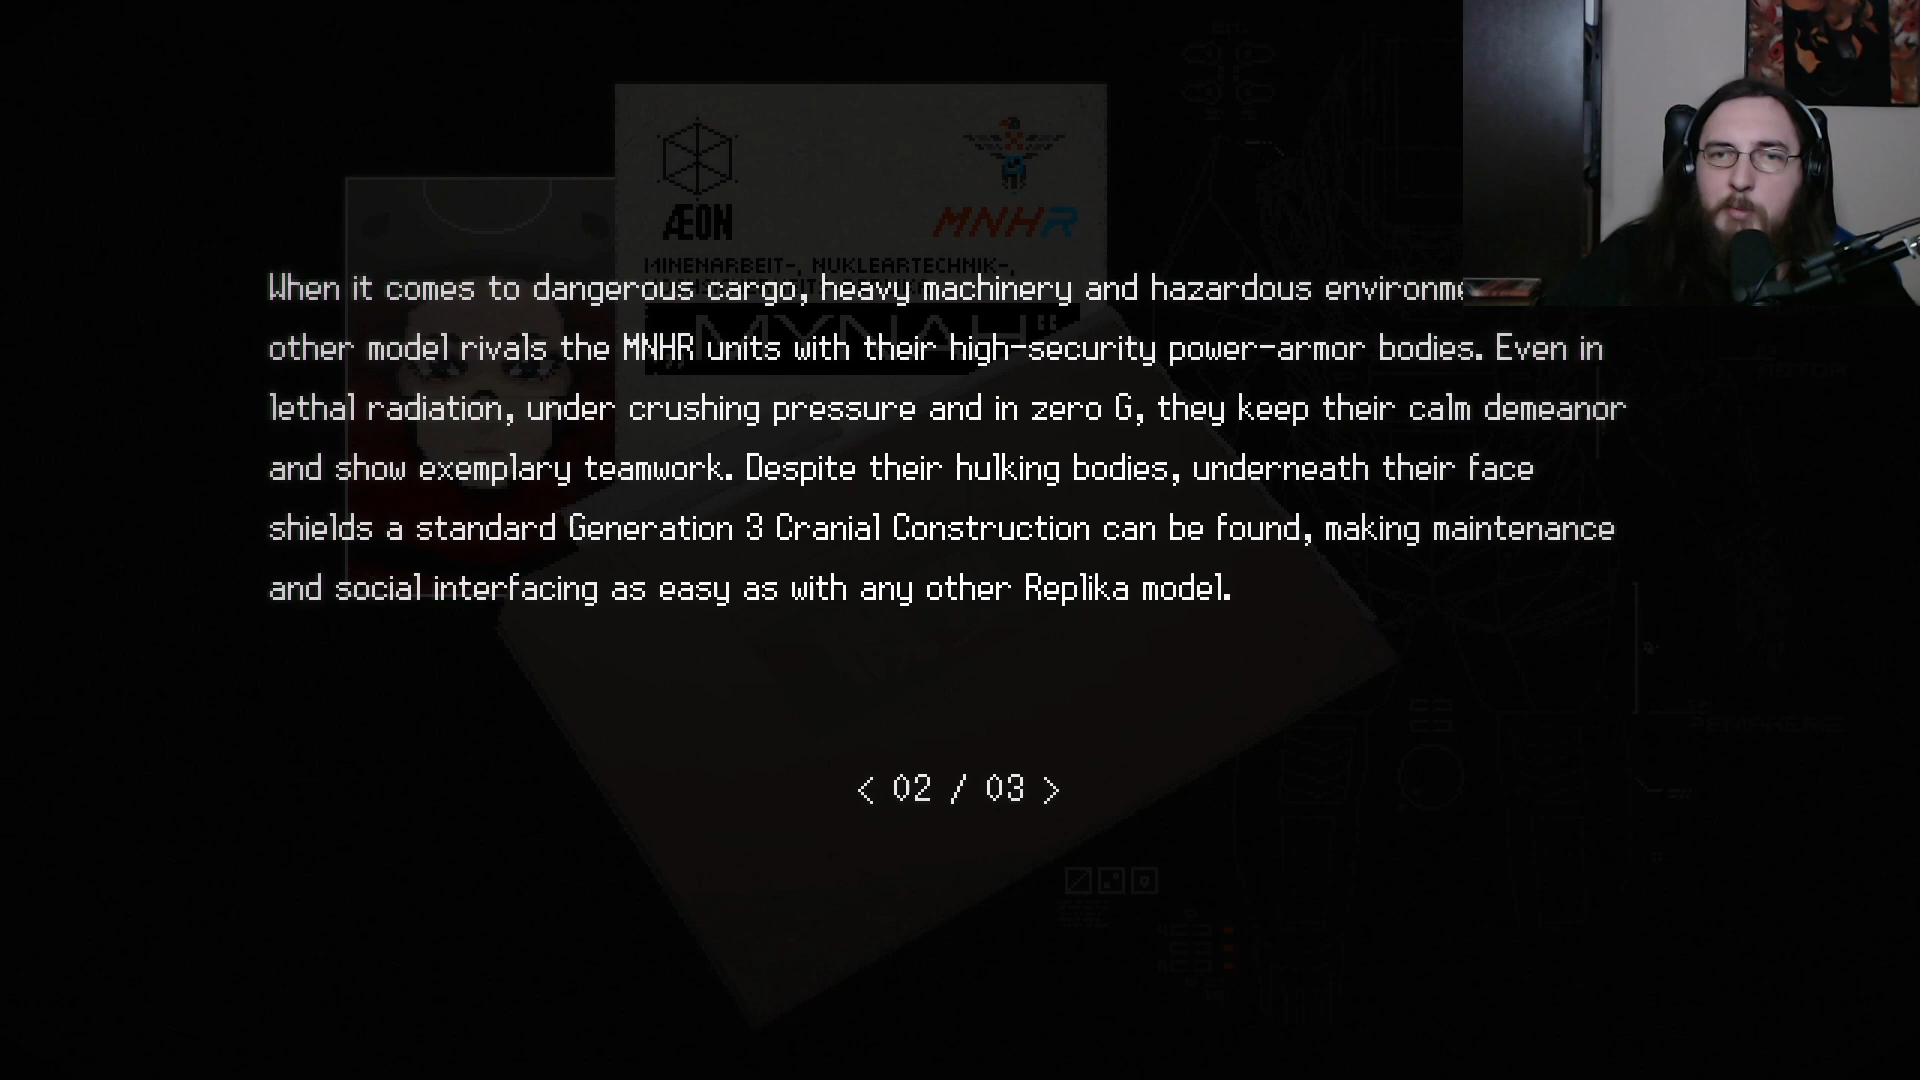 ÆON
MNHR
MINENARBEIT-, NUKLEARTECHNIK-,
„MYNAH“
When it comes to dangerous cargo, heavy machinery and hazardous
other model rivals the MNHR units with their high-security power-armor bodies. Even in
lethal radiation, under crushing pressure and in zero G, they keep their calm demeanor
and show exemplary teamwork. Despite their hulking bodies, underneath their face
shields a standard Generation 3 Cranial Construction can be found, making maintenance
and social interfacing as easy as with any other Replika model.
< 02 / 03 >